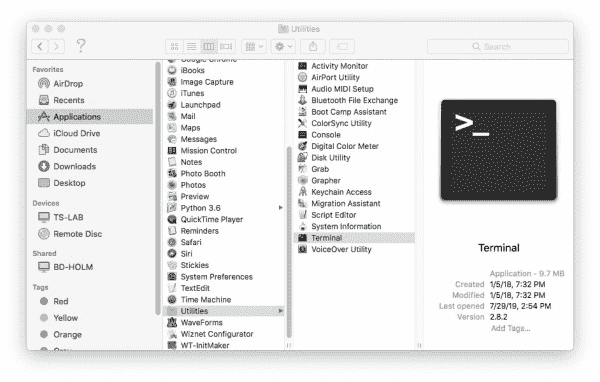 Utilities
Search
Favorites
AirDrop
Recents
Applications
iCloud Drive
Documents
Downloads
Desktop
Devices
TS-LAB
Remote Disc
Shared
BD-HOLM
Tags
Red
Yellow
Orange
Google Chrome
iBooks
Image Capture
iTunes
Launchpad
Mail
Maps
Messages
Mission Control
Notes
Photo Booth
Photos
Preview
Python 3.6
QuickTime Player
Reminders
Safari
Siri
Stickies
System Preferences
TextEdit
Time Machine
Utilities
WaveForms
Wiznet Configurator
WT-InitMaker
Activity Monitor
AirPort Utility
Audio MIDI Setup
Bluetooth File Exchange
Boot Camp Assistant
ColorSync Utility
Console
Digital Color Meter
Disk Utility
Grab
Grapher
Keychain Access
Migration Assistant
Script Editor
System Information
Terminal
VoiceOver Utility
>_
Terminal
Application - 9.7 MB
Created 1/5/18, 7:32 PM
Modified 1/5/18, 7:32 PM
Last opened 7/29/19, 2:54 PM
Version 2.8.2
Add Tags...